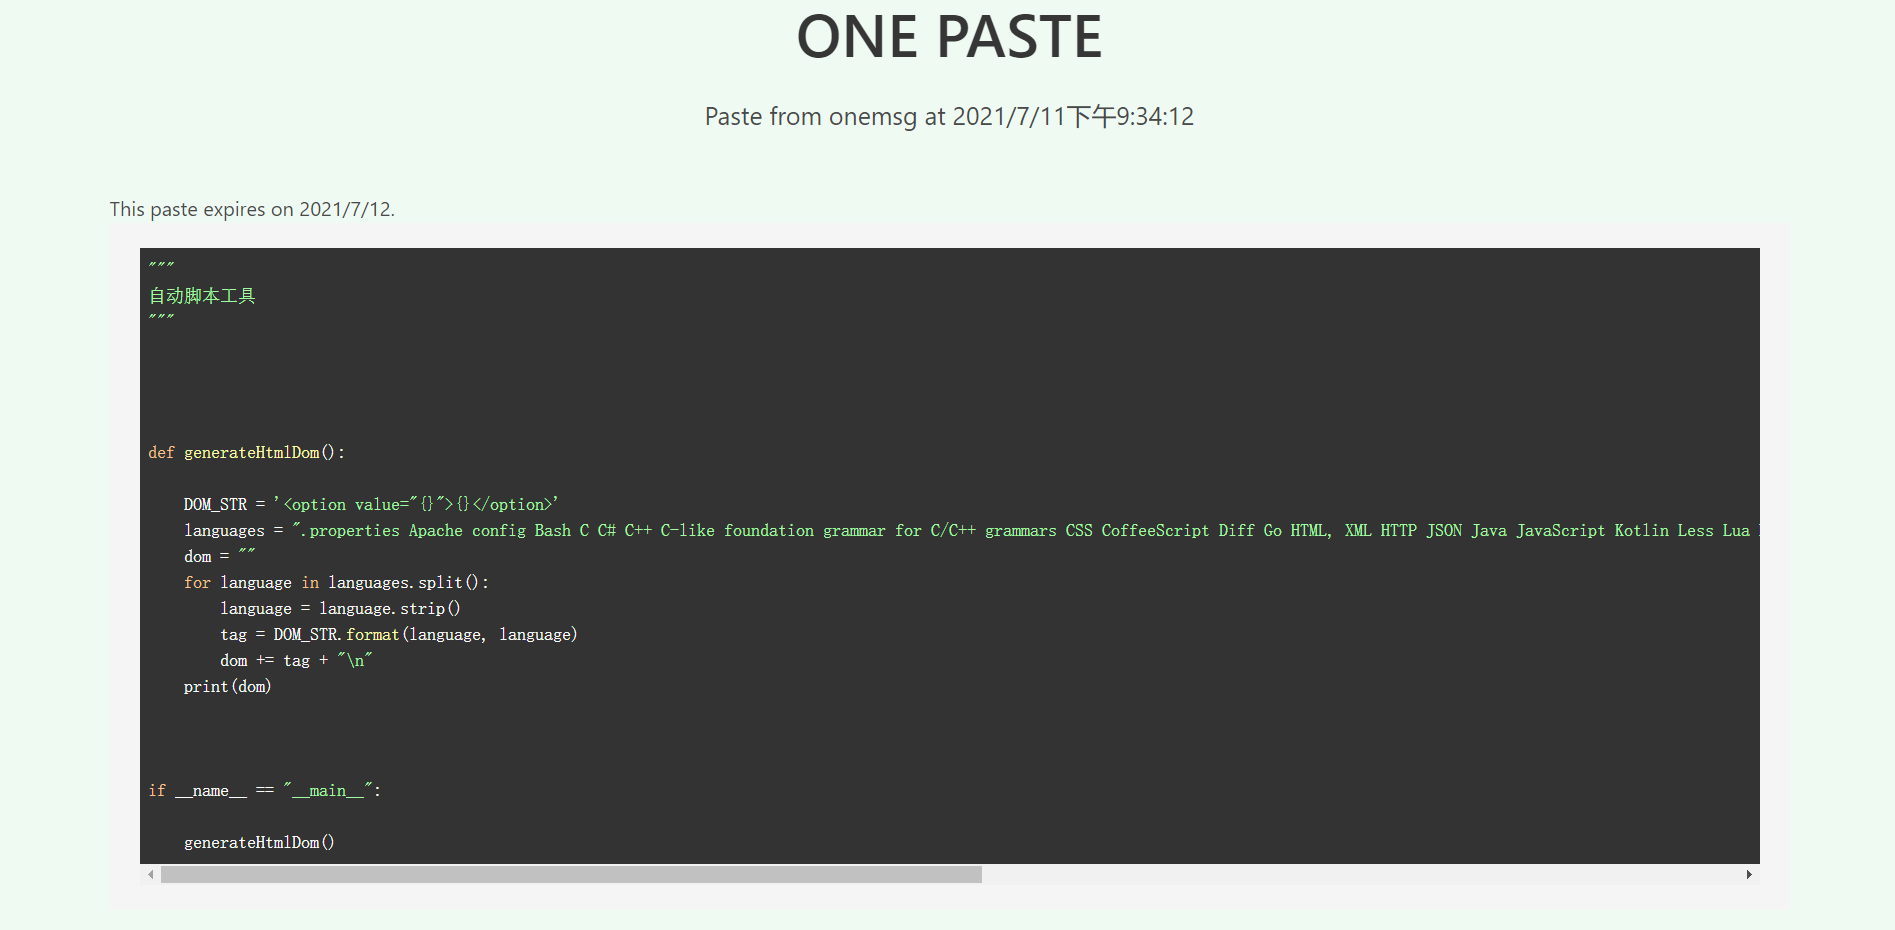 ONE PASTE
Paste from onemsg at 2021/7/11下午9:34:12
This paste expires on 2021/7/12.
"""
自动脚本工具
"""
def generateHtmlDom():
    DOM_STR = '<option value="{}">{}</option>'
    languages = ".properties Apache config Bash C C# C++ C-like foundation grammar for C/C++ grammars CSS CoffeeScript Diff Go HTML, XML HTTP JSON Java JavaScript Kotlin Less Lua
    dom = ""
    for language in languages.split():
        language = language.strip()
        tag = DOM_STR.format(language, language)
        dom += tag + "\n"
    print(dom)
if __name__ == "__main__":
    generateHtmlDom()